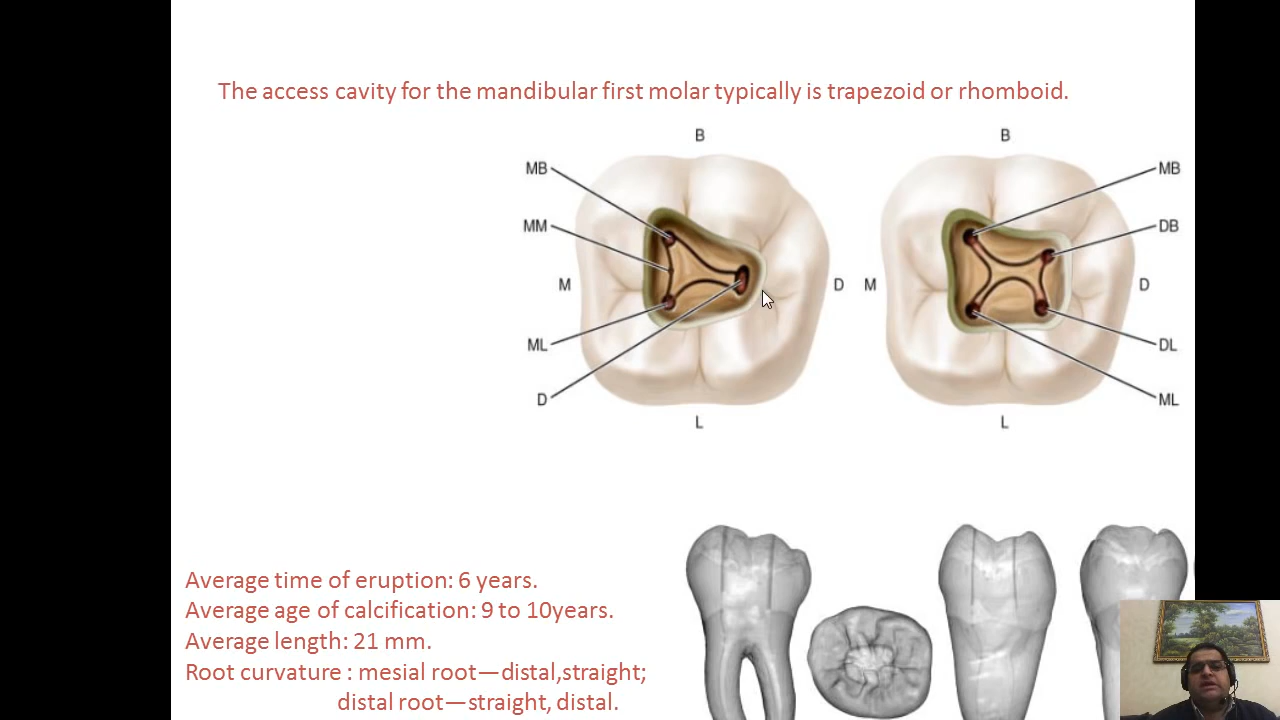 The access cavity for the mandibular first molar typically is trapezoid or rhomboid.
B
B
MB
MB
MM
DB
M
D
M
D
ML
DL
D
ML
L
L
Average time of eruption: 6 years.
Average age of calcification: 9 to 10years.
Average length: 21 mm.
Root curvature : mesial root—distal,straight;
distal root—straight, distal.